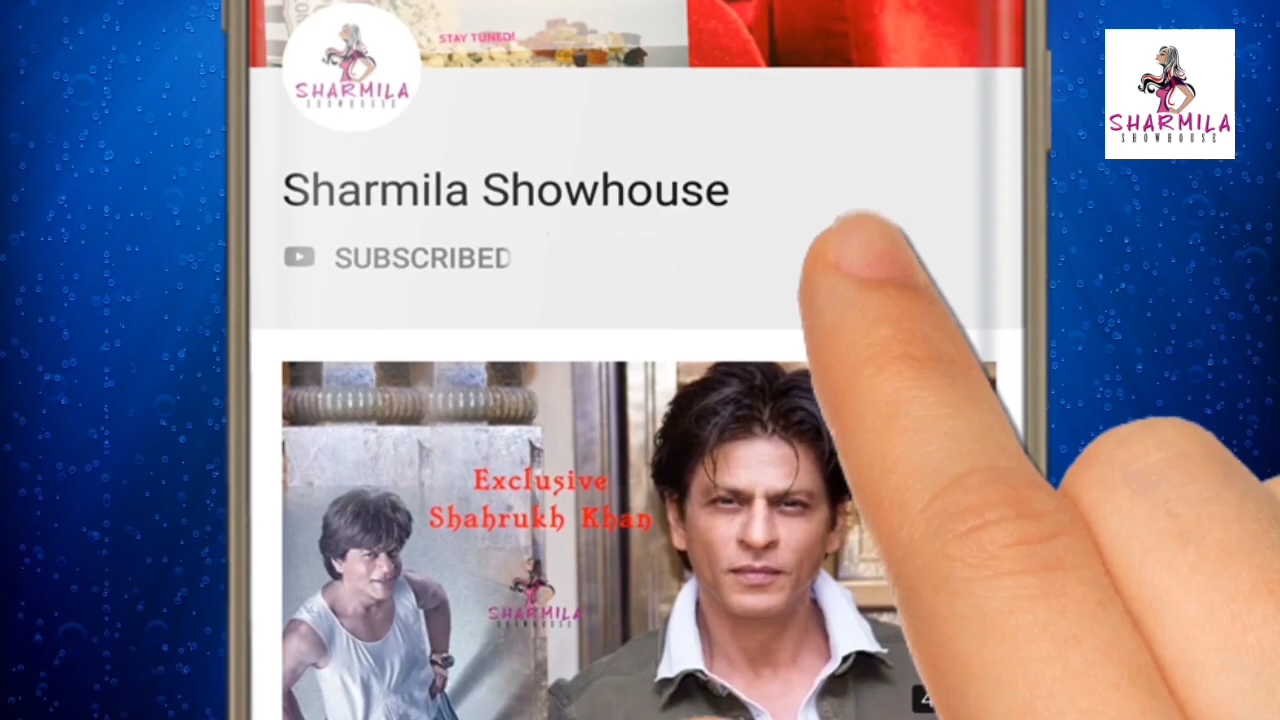 STAY TUNED!
SHARMILA
SHOWHOUSE
SHARMILA
SHOWHOUSE
Sharmila Showhouse
SUBSCRIBED
Exclusive
Shahrukh Khan
SHARMILA
SHOWHOUSE